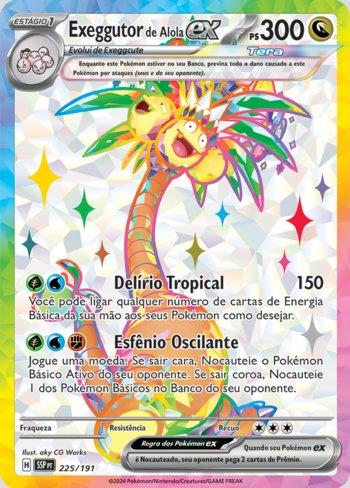 ESTÁGIO 1
Exeggutor de Alola ex PS 300
Evolui de Exeggcute
Tera
Enquanto este Pokémon estiver no seu Banco, previna todo o dano causado a este
Pokémon por ataques (seus e do seu oponente).
Delírio Tropical 150
Você pode ligar qualquer número de cartas de Energia
Básica da sua mão aos seus Pokémon como desejar.
Esfênio Oscilante
Jogue uma moeda. Se sair cara, Nocauteie o Pokémon
Básico Ativo do seu oponente. Se sair coroa, Nocauteie
1 dos Pokémon Básicos no Banco do seu oponente.
Fraqueza Resistência Recuo
Ilust. aky CG Works
Regra dos Pokémon ex
Quando seu Pokémon ex
é Nocauteado, seu oponente pega 2 cartas de Prêmio.
H SSP PT 225/191
©2024 Pokémon/Nintendo/Creatures/GAME FREAK